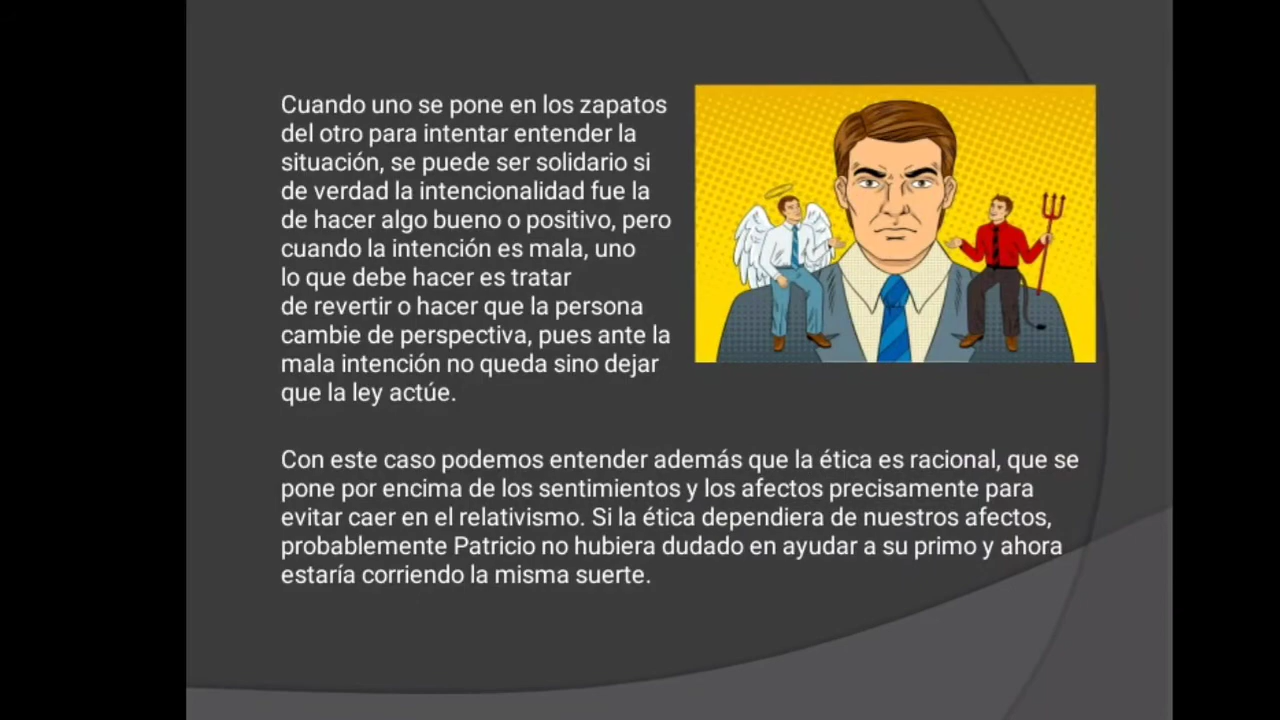 Cuando uno se pone en los zapatos
del otro para intentar entender la
situación, se puede ser solidario si
de verdad la intencionalidad fue la
de hacer algo bueno o positivo, pero
cuando la intención es mala, uno
lo que debe hacer es tratar
de revertir o hacer que la persona
cambie de perspectiva, pues ante la
mala intención no queda sino dejar
que la ley actúe.
Con este caso podemos entender además que la ética es racional, que se
pone por encima de los sentimientos y los afectos precisamente para
evitar caer en el relativismo. Si la ética dependiera de nuestros afectos,
probablemente Patricio no hubiera dudado en ayudar a su primo y ahora
estaría corriendo la misma suerte.